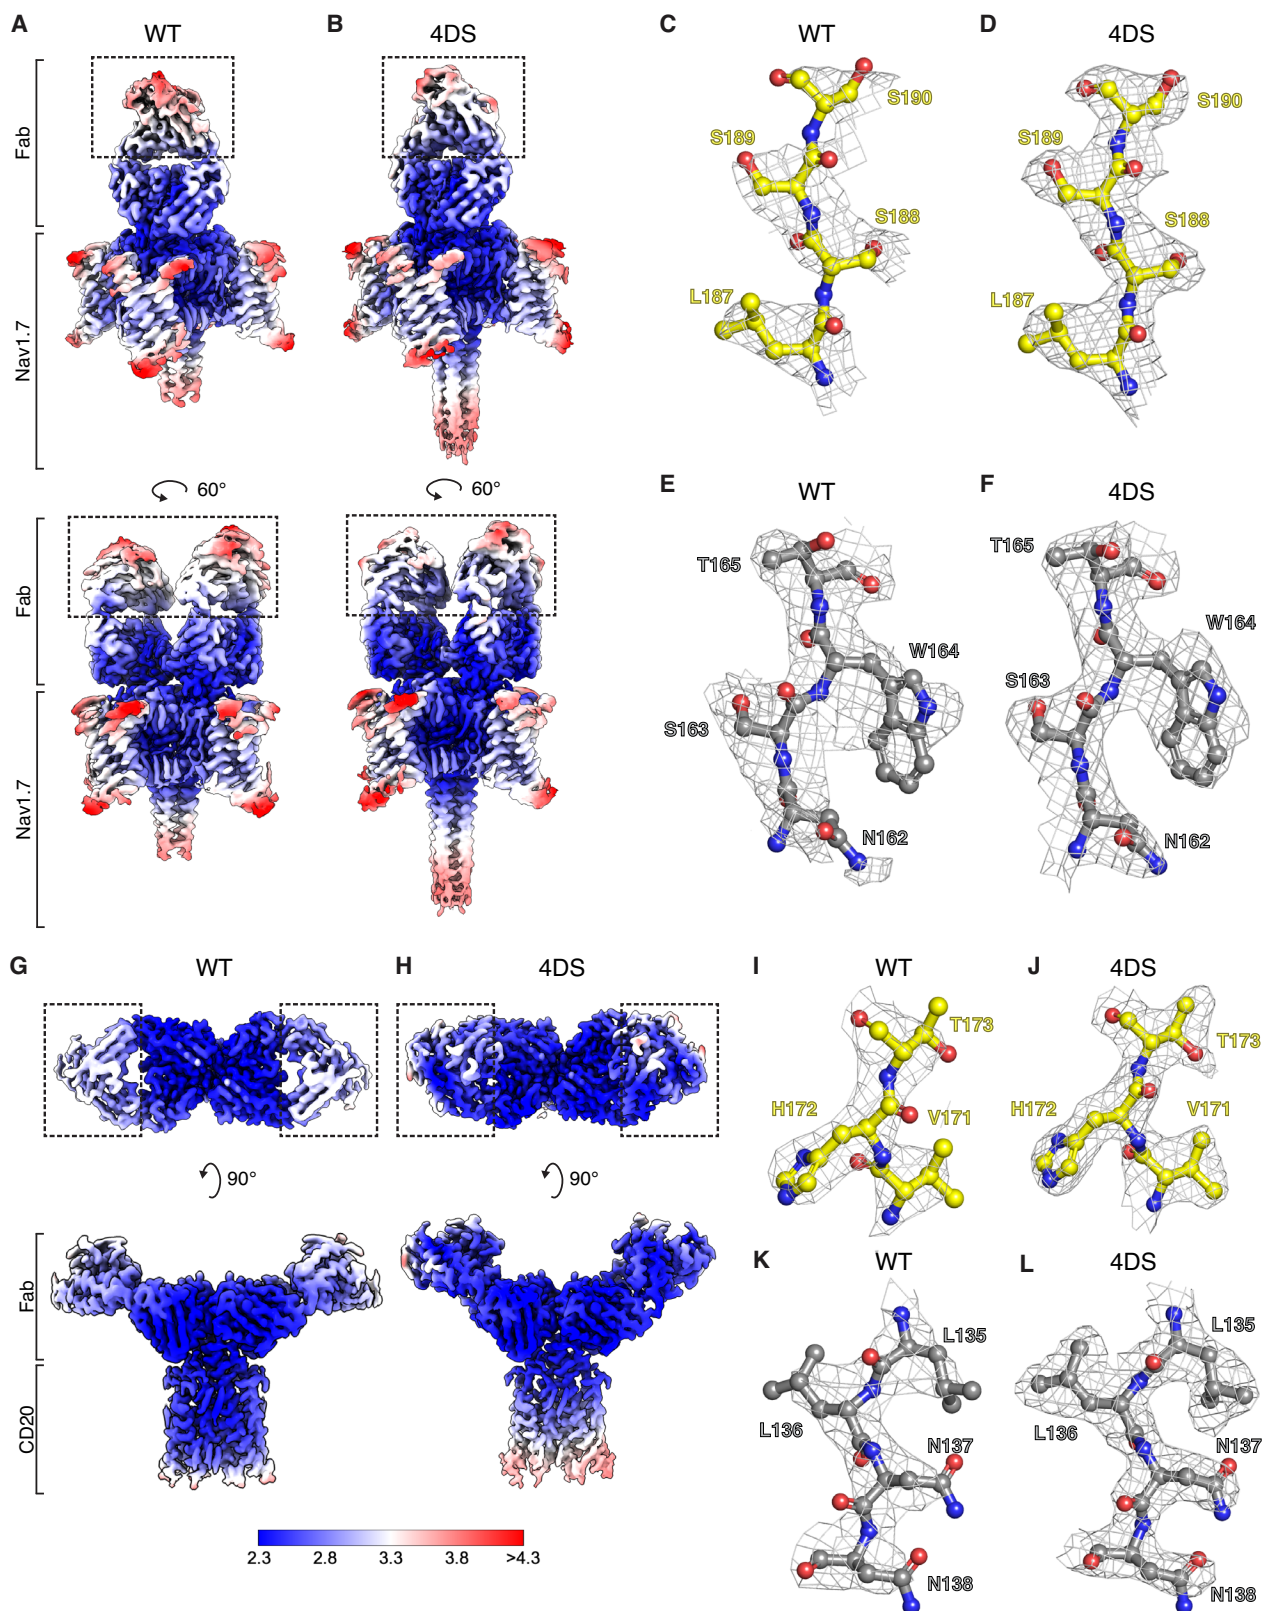 A
WT
B
4DS
C
WT
D
4DS
Fab
Nav1.7
S190
S189
S188
L187
S190
S189
S188
L187
60°
60°
Fab
Nav1.7
E
WT
F
4DS
T165
W164
S163
N162
T165
W164
S163
N162
G
WT
H
4DS
I
WT
J
4DS
90°
90°
T173
H172
V171
T173
H172
V171
Fab
CD20
K
WT
L
4DS
L135
L136
N137
N138
L135
L136
N137
N138
2.3 2.8 3.3 3.8 >4.3